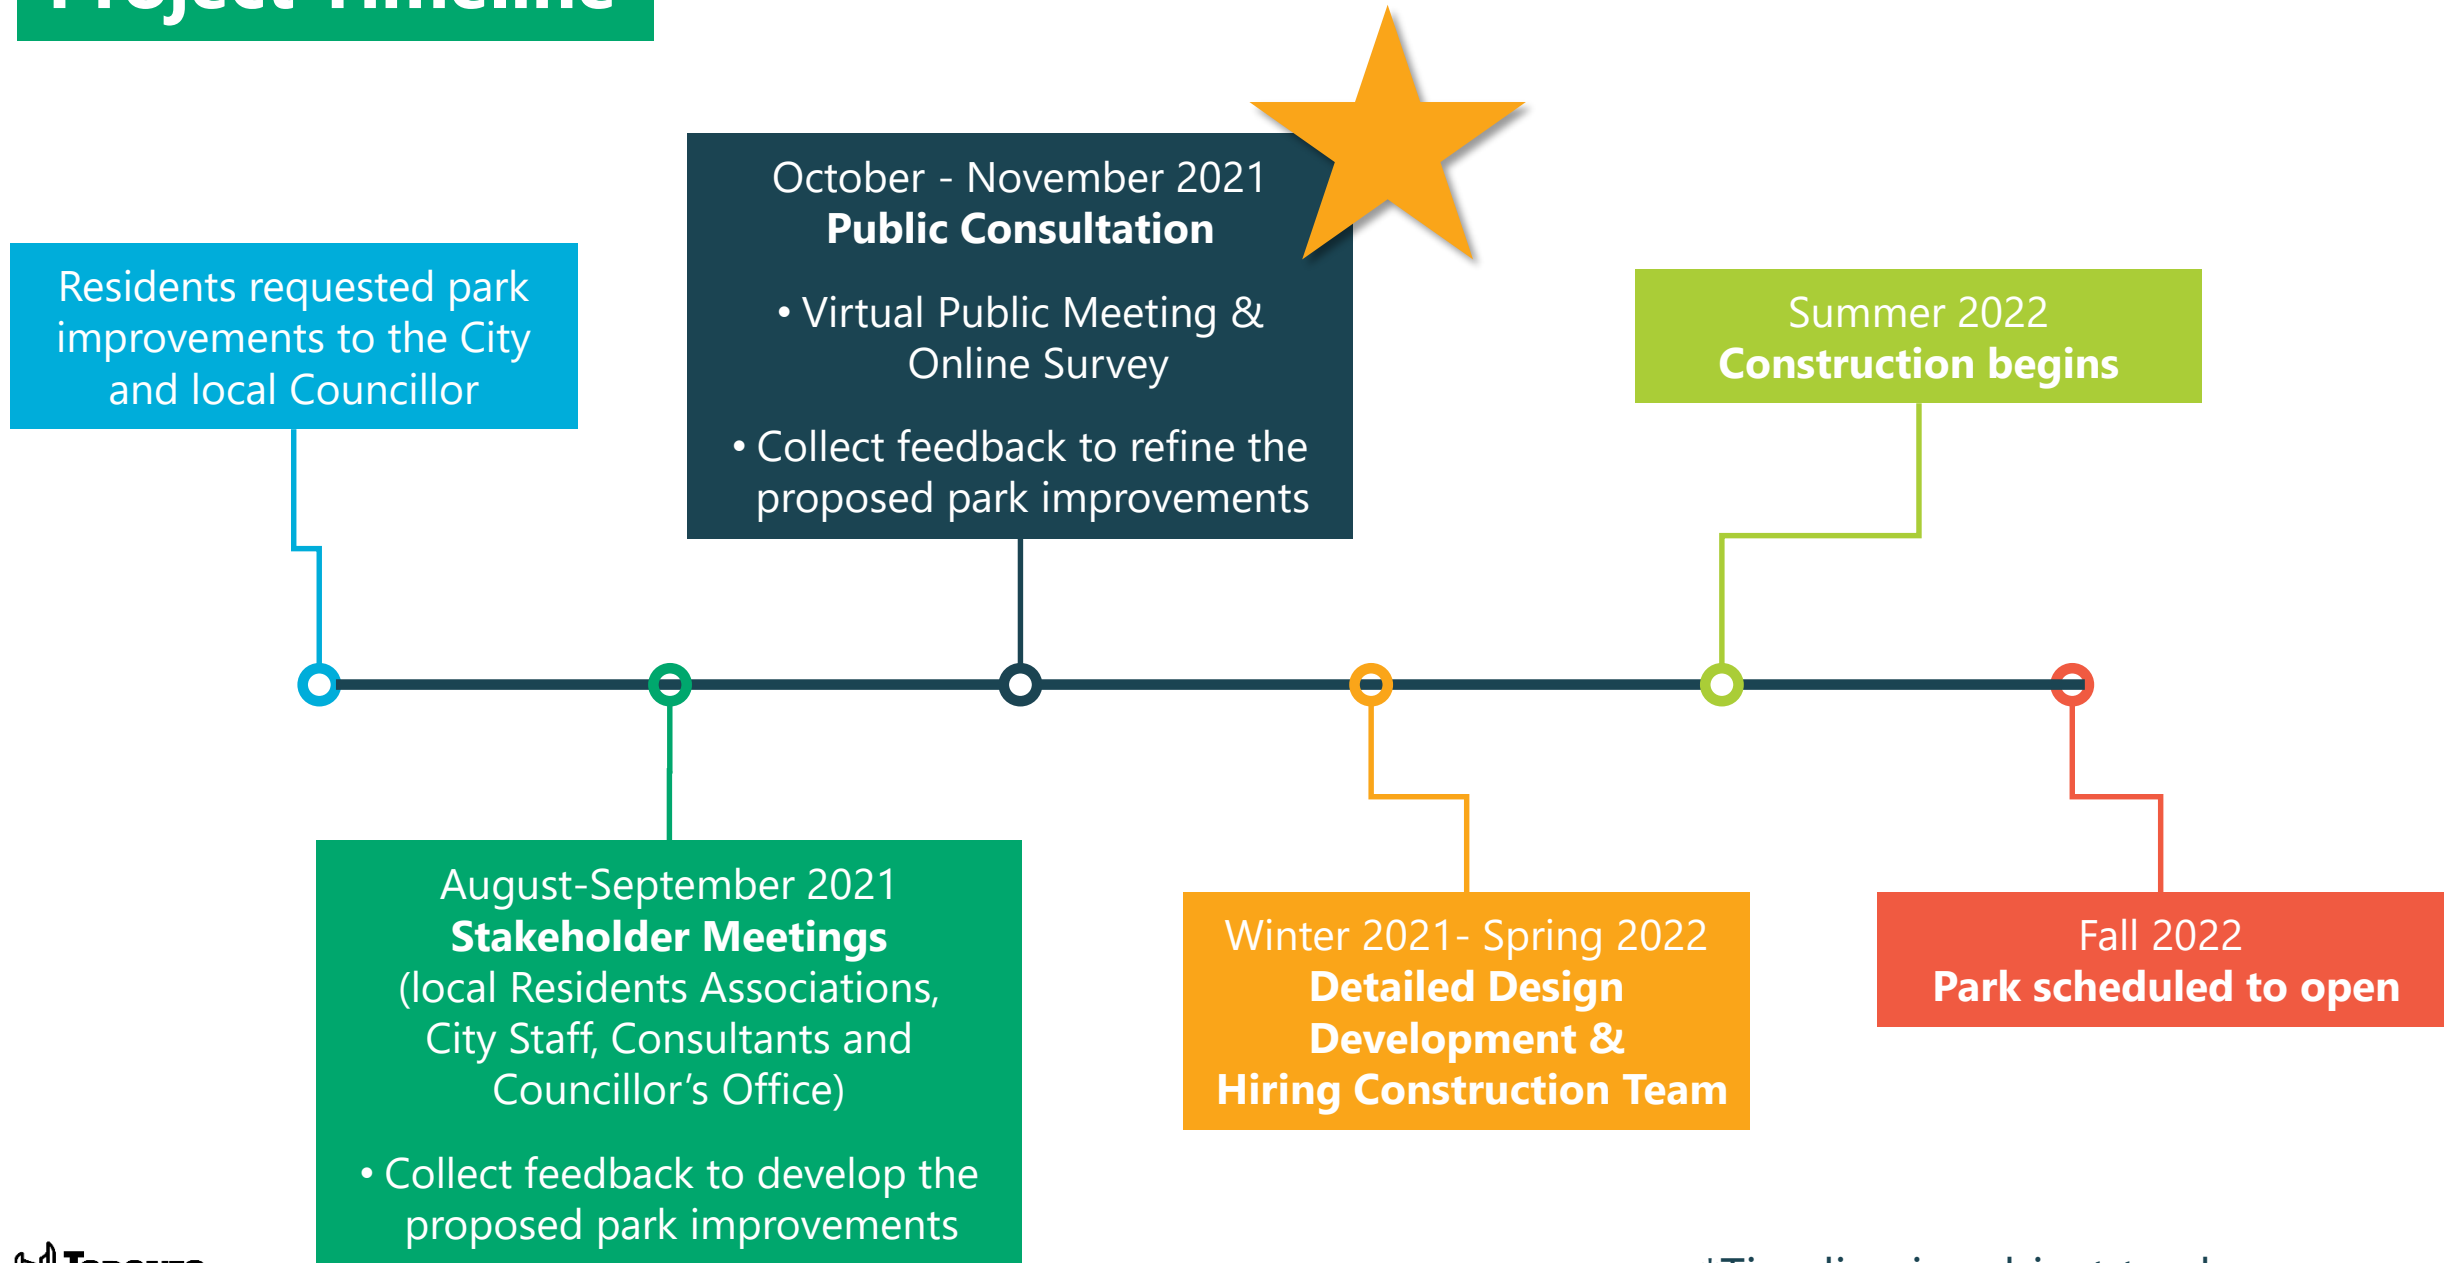 Project Timeline
Residents requested park
improvements to the City
and local Councillor
October - November 2021
Public Consultation
• Virtual Public Meeting &
Online Survey
• Collect feedback to refine the
proposed park improvements
Summer 2022
Construction begins
August-September 2021
Stakeholder Meetings
(local Residents Associations,
City Staff, Consultants and
Councillor’s Office)
• Collect feedback to develop the
proposed park improvements
Winter 2021- Spring 2022
Detailed Design
Development &
Hiring Construction Team
Fall 2022
Park scheduled to open
TORONTO